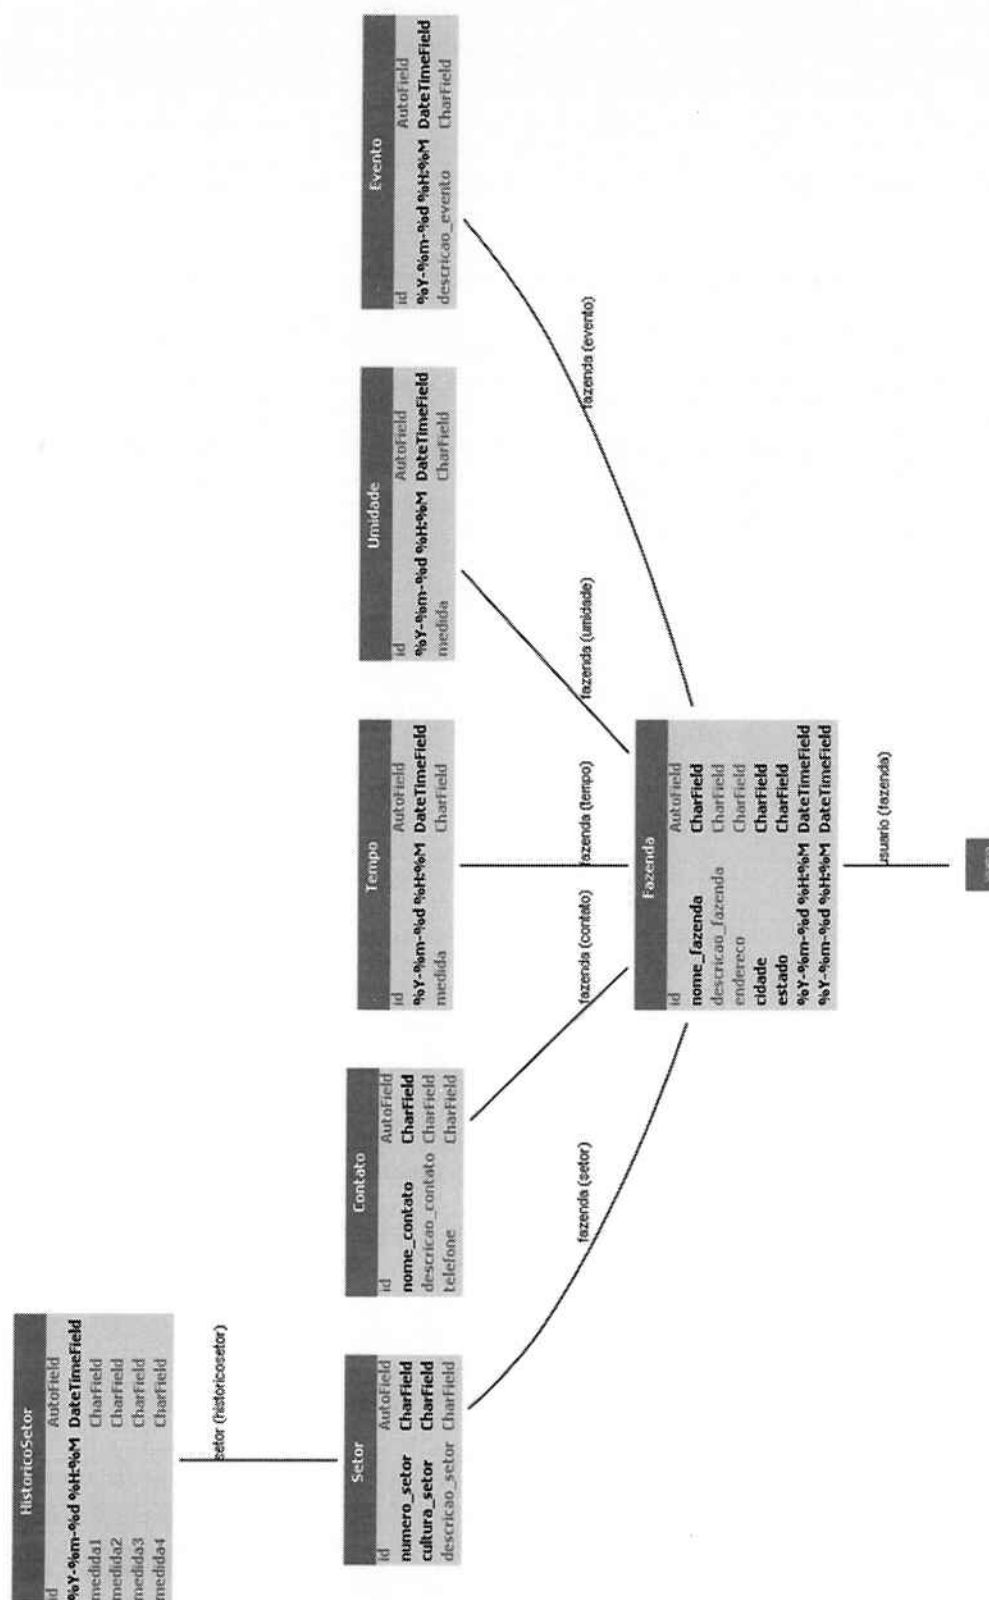 HistoricoSetor
id AutoField
%Y-%m-%d %H:%M DateTimeField
medida1 CharField
medida2 CharField
medida3 CharField
medida4 CharField
setor (historicosetor)
Setor
id AutoField
numero_setor CharField
cultura_setor CharField
descricao_setor CharField
Contato
id AutoField
nome_contato CharField
descricao_contato CharField
telefone CharField
Tempo
id AutoField
%Y-%m-%d %H:%M DateTimeField
medida CharField
Umidade
id AutoField
%Y-%m-%d %H:%M DateTimeField
medida CharField
Evento
id AutoField
%Y-%m-%d %H:%M DateTimeField
descricao_evento CharField
fazenda (setor)
fazenda (contato)
fazenda (tempo)
fazenda (umidade)
fazenda (evento)
Fazenda
id AutoField
nome_fazenda CharField
descricao_fazenda CharField
endereco CharField
cidade CharField
estado CharField
%Y-%m-%d %H:%M DateTimeField
%Y-%m-%d %H:%M DateTimeField
usuario (fazenda)